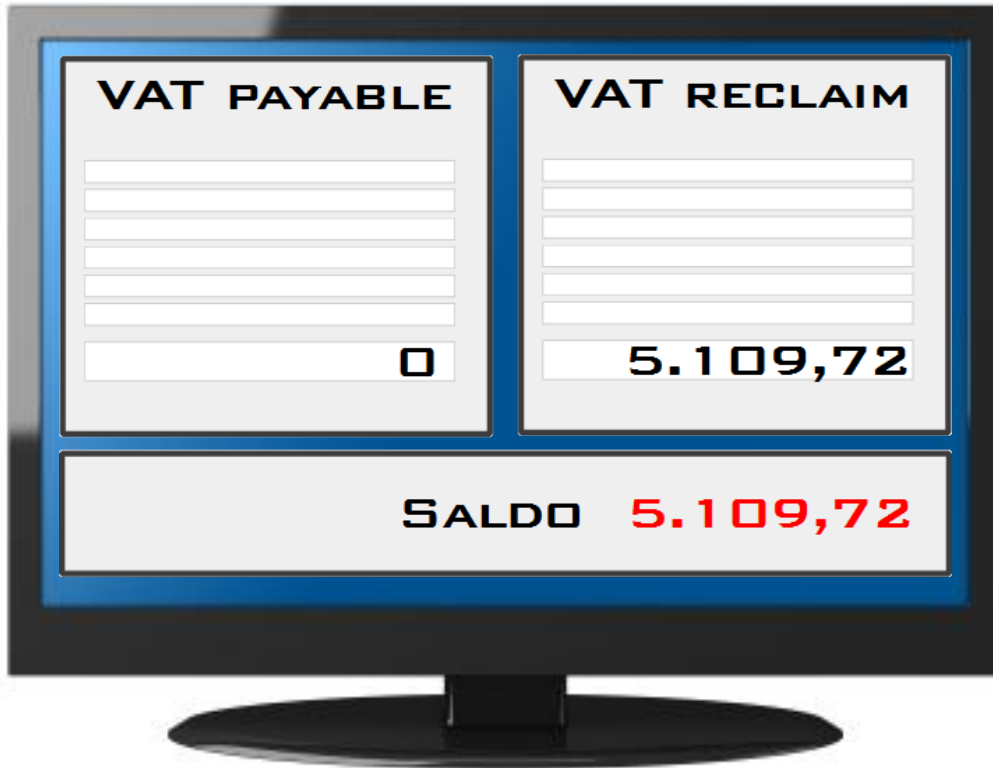 VAT PAYABLE
0
VAT RECLAIM
5.109,72
SALDO 5.109,72